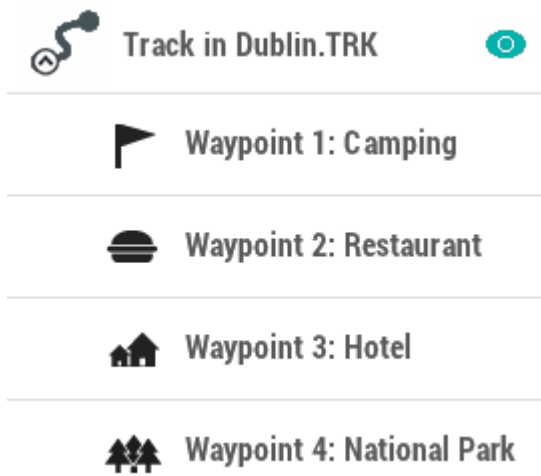 Track in Dublin.TRK
Waypoint 1: Camping
Waypoint 2: Restaurant
Waypoint 3: Hotel
Waypoint 4: National Park